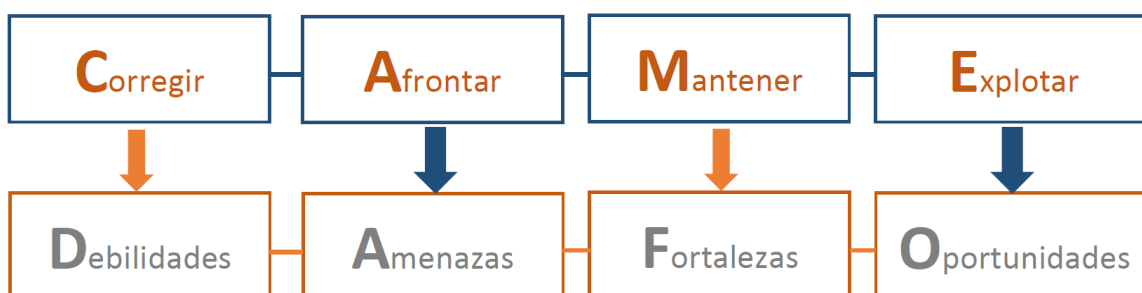 Corregir
Afrontar
Mantener
Explotar
Debilidades
Amenazas
Fortalezas
Oportunidades